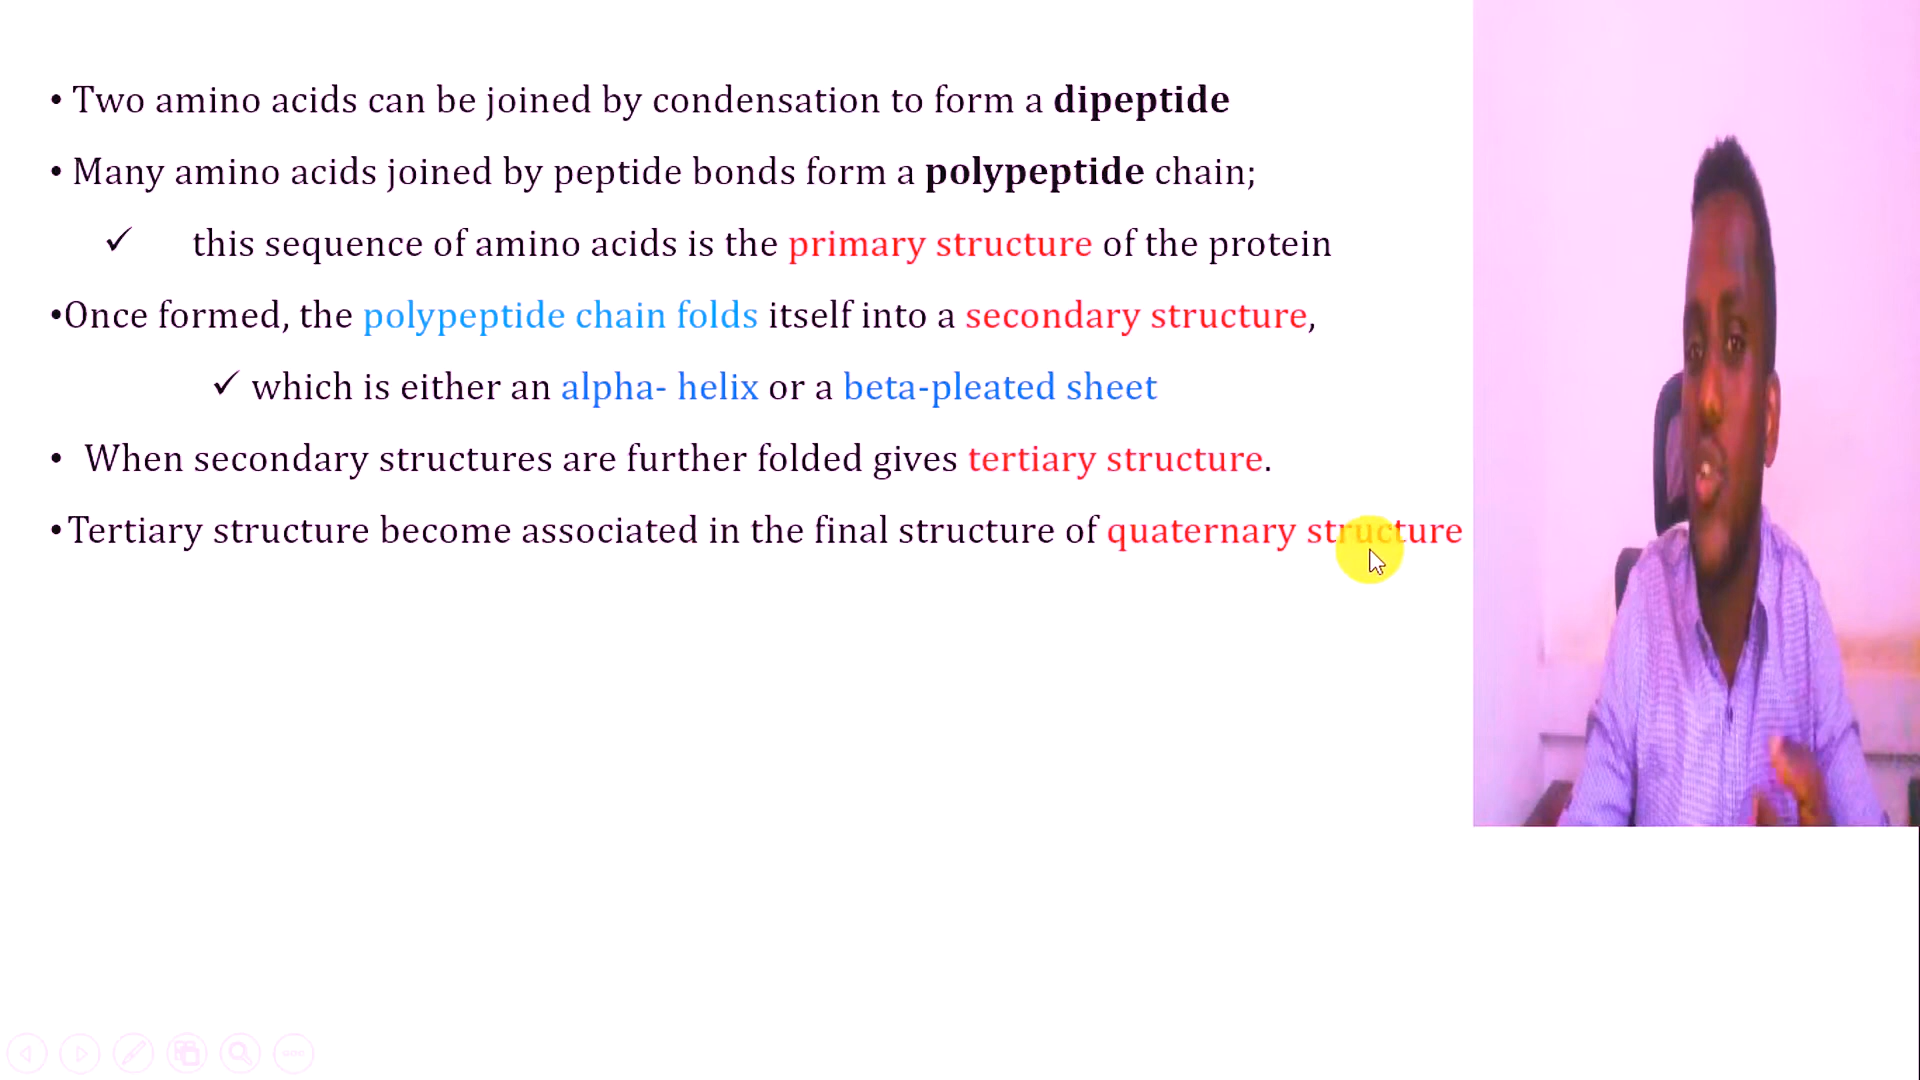 • Two amino acids can be joined by condensation to form a dipeptide
• Many amino acids joined by peptide bonds form a polypeptide chain;
✓ this sequence of amino acids is the primary structure of the protein
•Once formed, the polypeptide chain folds itself into a secondary structure,
✓ which is either an alpha- helix or a beta-pleated sheet
• When secondary structures are further folded gives tertiary structure.
•Tertiary structure become associated in the final structure of quaternary structure